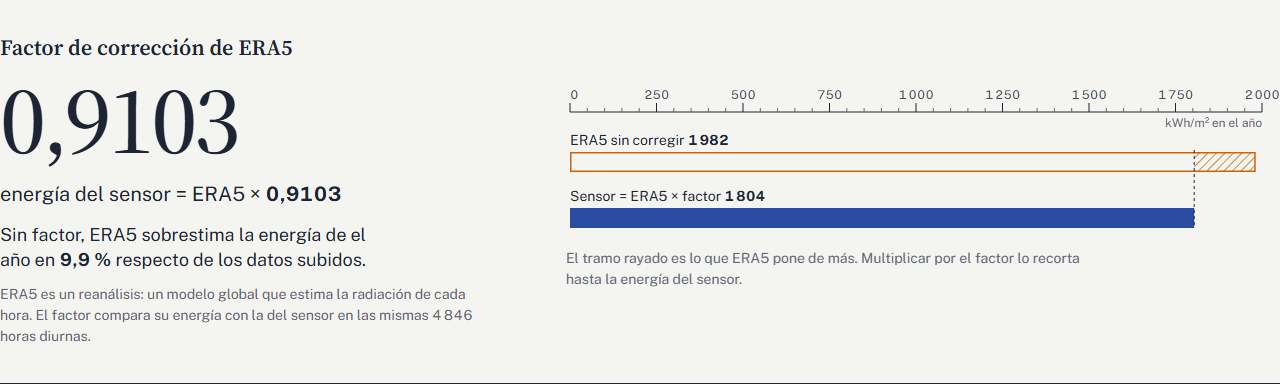 Factor de corrección de ERA5
0,9103
energía del sensor = ERA5 × 0,9103
Sin factor, ERA5 sobrestima la energía de el
año en 9,9 % respecto de los datos subidos.
ERA5 es un reanálisis: un modelo global que estima la radiación de cada
hora. El factor compara su energía con la del sensor en las mismas 4 846
horas diurnas.
0 250 500 750 1000 1250 1500 1750 2000
kWh/m² en el año
ERA5 sin corregir 1 982
Sensor = ERA5 × factor 1 804
El tramo rayado es lo que ERA5 pone de más. Multiplicar por el factor lo recorta
hasta la energía del sensor.